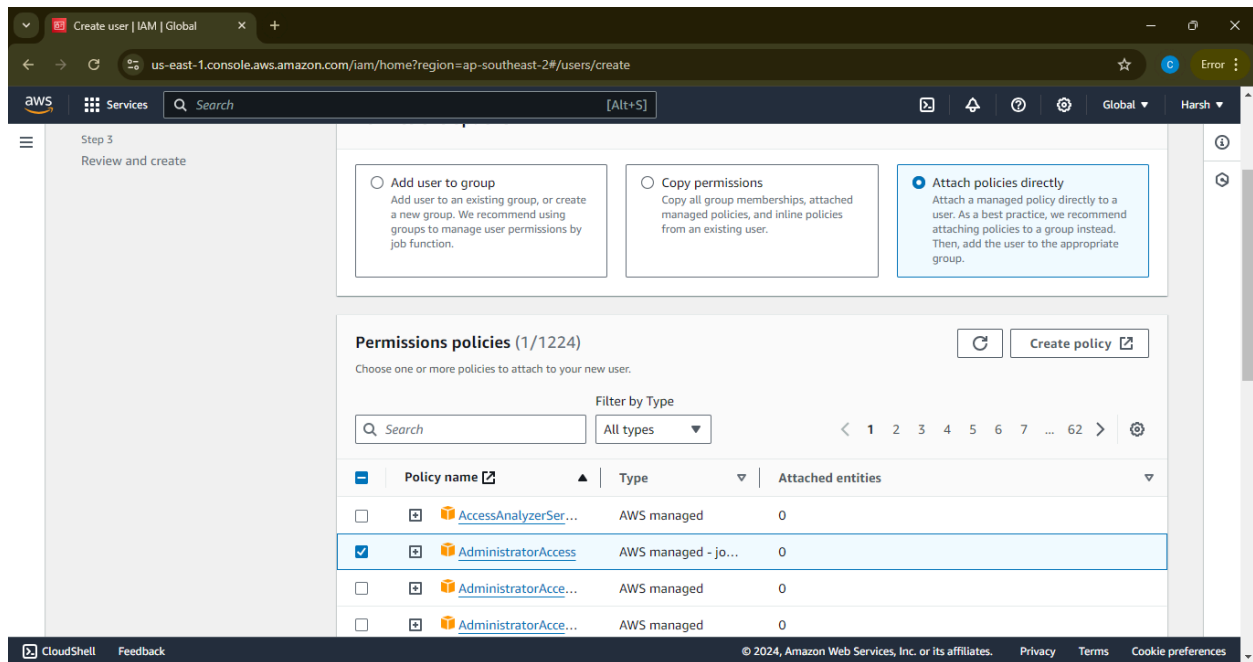 Create user | IAM | Global
us-east-1.console.aws.amazon.com/iam/home?region=ap-southeast-2#/users/create
C
Error
aws
Services
Search
[Alt+S]
Global
Harsh
Step 3
Review and create
Add user to group
Add user to an existing group, or create
a new group. We recommend using
groups to manage user permissions by
job function.
Copy permissions
Copy all group memberships, attached
managed policies, and inline policies
from an existing user.
Attach policies directly
Attach a managed policy directly to a
user. As a best practice, we recommend
attaching policies to a group instead.
Then, add the user to the appropriate
group.
Permissions policies (1/1224)
Create policy
Choose one or more policies to attach to your new user.
Filter by Type
Search
All types
1 2 3 4 5 6 7 ... 62
Policy name Type Attached entities
AccessAnalyzerSer... AWS managed 0
AdministratorAccess AWS managed - jo... 0
AdministratorAcce... AWS managed 0
AdministratorAcce... AWS managed 0
CloudShell Feedback © 2024, Amazon Web Services, Inc. or its affiliates. Privacy Terms Cookie preferences